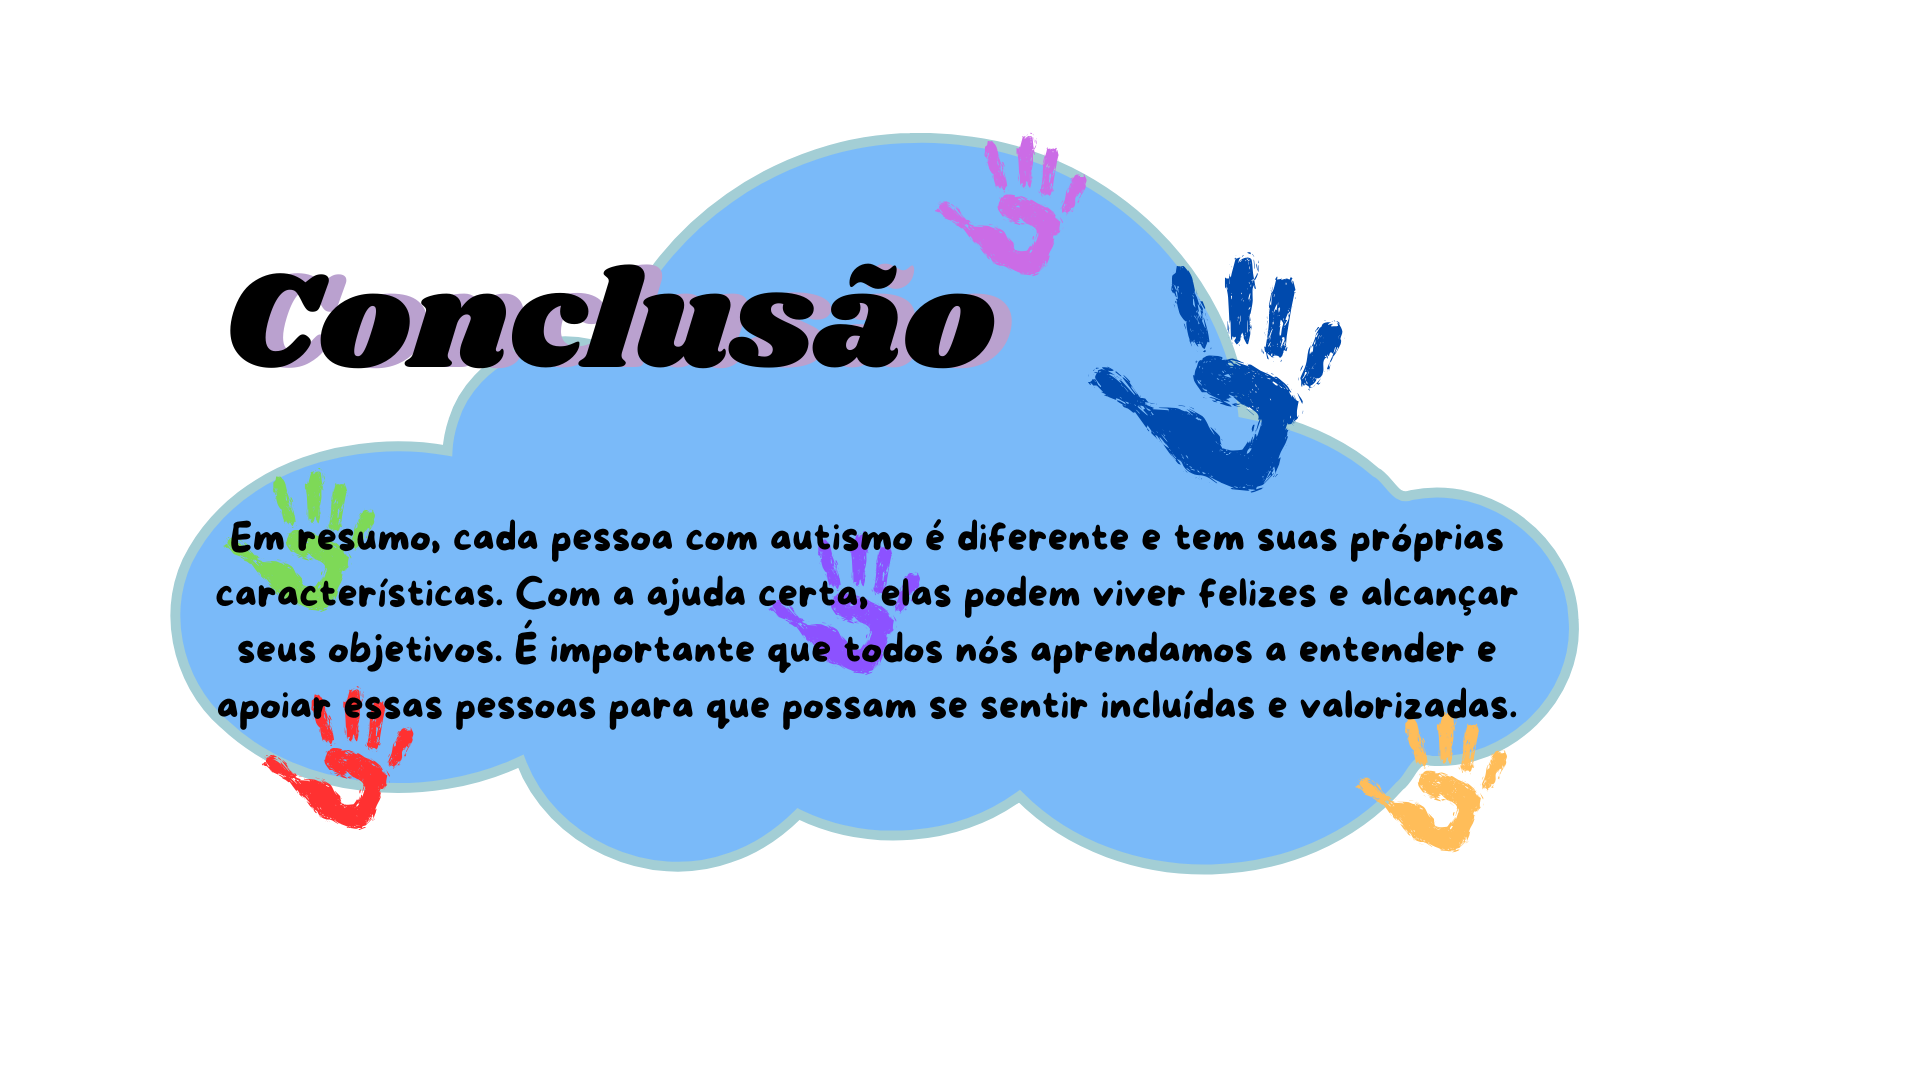 Conclusão
Em resumo, cada pessoa com autismo é diferente e tem suas próprias
características. Com a ajuda certa, elas podem viver felizes e alcançar
seus objetivos. É importante que todos nós aprendamos a entender e
apoiar essas pessoas para que possam se sentir incluídas e valorizadas.